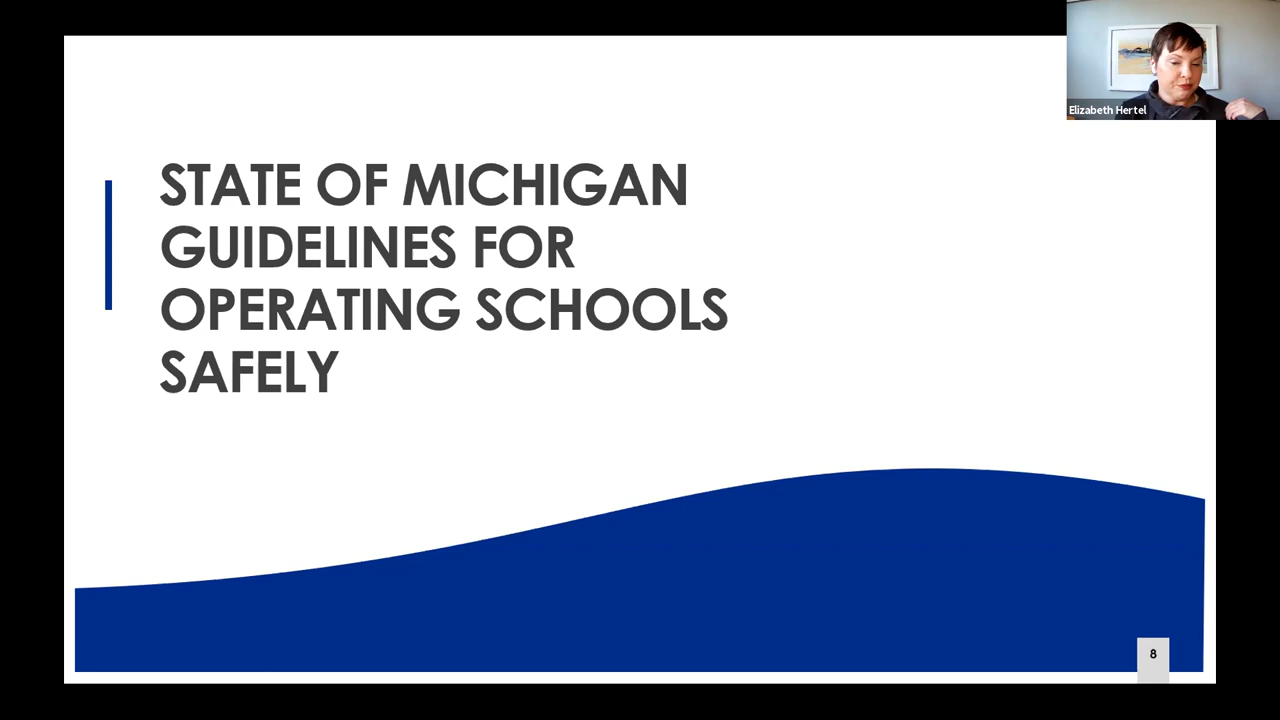 Elizabeth Hertel
STATE OF MICHIGAN
GUIDELINES FOR
OPERATING SCHOOLS
SAFELY
8